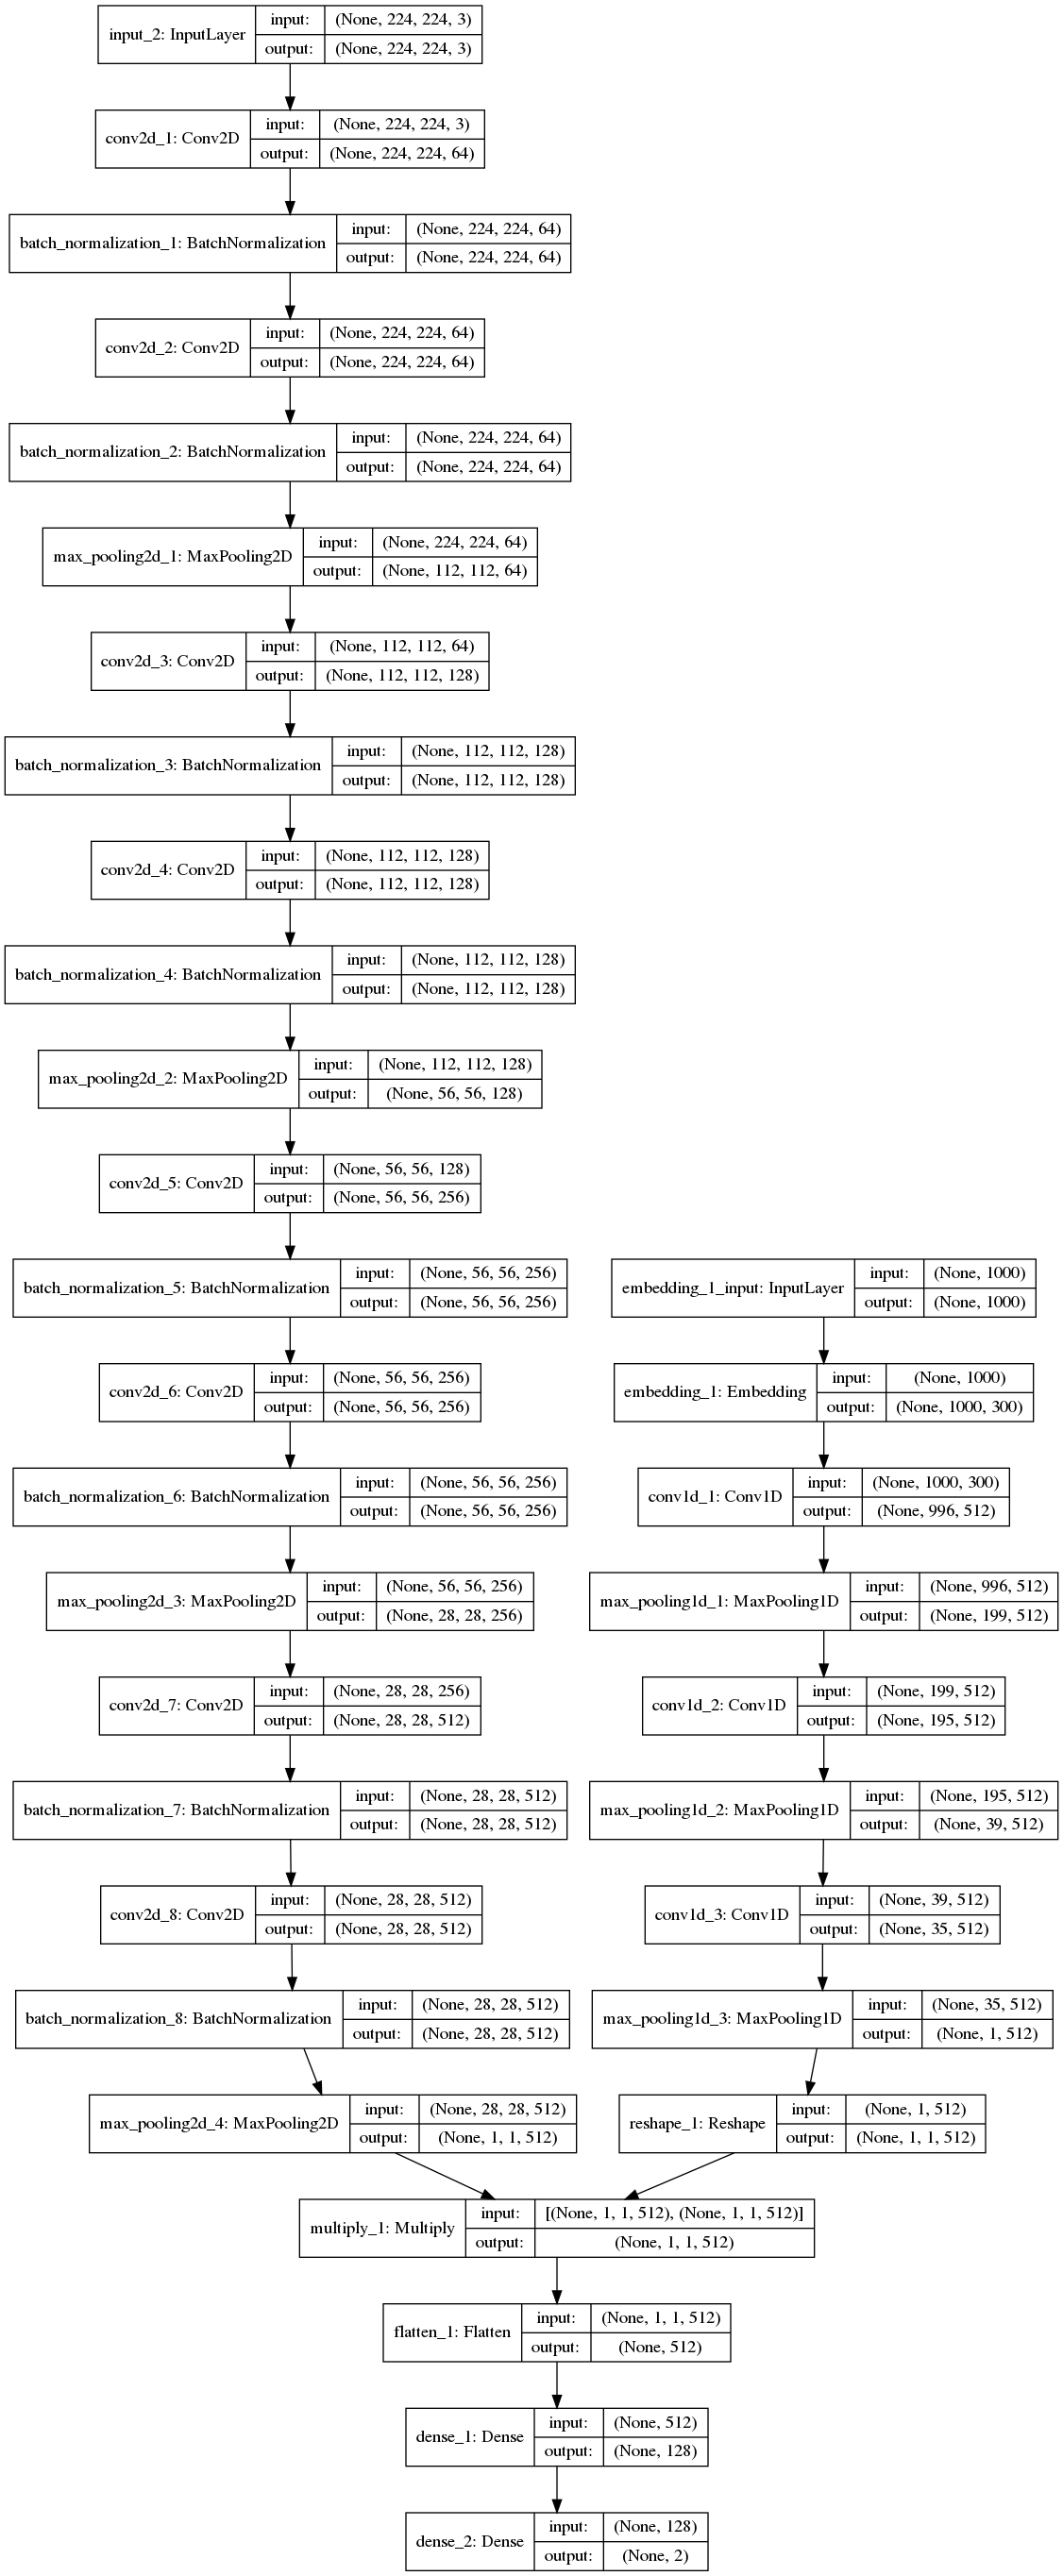 input_2: InputLayer
input: (None, 224, 224, 3)
output: (None, 224, 224, 3)
conv2d_1: Conv2D
input: (None, 224, 224, 3)
output: (None, 224, 224, 64)
batch_normalization_1: BatchNormalization
input: (None, 224, 224, 64)
output: (None, 224, 224, 64)
conv2d_2: Conv2D
input: (None, 224, 224, 64)
output: (None, 224, 224, 64)
batch_normalization_2: BatchNormalization
input: (None, 224, 224, 64)
output: (None, 224, 224, 64)
max_pooling2d_1: MaxPooling2D
input: (None, 224, 224, 64)
output: (None, 112, 112, 64)
conv2d_3: Conv2D
input: (None, 112, 112, 64)
output: (None, 112, 112, 128)
batch_normalization_3: BatchNormalization
input: (None, 112, 112, 128)
output: (None, 112, 112, 128)
conv2d_4: Conv2D
input: (None, 112, 112, 128)
output: (None, 112, 112, 128)
batch_normalization_4: BatchNormalization
input: (None, 112, 112, 128)
output: (None, 112, 112, 128)
max_pooling2d_2: MaxPooling2D
input: (None, 112, 112, 128)
output: (None, 56, 56, 128)
conv2d_5: Conv2D
input: (None, 56, 56, 128)
output: (None, 56, 56, 256)
batch_normalization_5: BatchNormalization
input: (None, 56, 56, 256)
output: (None, 56, 56, 256)
conv2d_6: Conv2D
input: (None, 56, 56, 256)
output: (None, 56, 56, 256)
batch_normalization_6: BatchNormalization
input: (None, 56, 56, 256)
output: (None, 56, 56, 256)
max_pooling2d_3: MaxPooling2D
input: (None, 56, 56, 256)
output: (None, 28, 28, 256)
conv2d_7: Conv2D
input: (None, 28, 28, 256)
output: (None, 28, 28, 512)
batch_normalization_7: BatchNormalization
input: (None, 28, 28, 512)
output: (None, 28, 28, 512)
conv2d_8: Conv2D
input: (None, 28, 28, 512)
output: (None, 28, 28, 512)
batch_normalization_8: BatchNormalization
input: (None, 28, 28, 512)
output: (None, 28, 28, 512)
max_pooling2d_4: MaxPooling2D
input: (None, 28, 28, 512)
output: (None, 1, 1, 512)
embedding_1_input: InputLayer
input: (None, 1000)
output: (None, 1000)
embedding_1: Embedding
input: (None, 1000)
output: (None, 1000, 300)
conv1d_1: Conv1D
input: (None, 1000, 300)
output: (None, 996, 512)
max_pooling1d_1: MaxPooling1D
input: (None, 996, 512)
output: (None, 199, 512)
conv1d_2: Conv1D
input: (None, 199, 512)
output: (None, 195, 512)
max_pooling1d_2: MaxPooling1D
input: (None, 195, 512)
output: (None, 39, 512)
conv1d_3: Conv1D
input: (None, 39, 512)
output: (None, 35, 512)
max_pooling1d_3: MaxPooling1D
input: (None, 35, 512)
output: (None, 1, 512)
reshape_1: Reshape
input: (None, 1, 512)
output: (None, 1, 1, 512)
multiply_1: Multiply
input: [(None, 1, 1, 512), (None, 1, 1, 512)]
output: (None, 1, 1, 512)
flatten_1: Flatten
input: (None, 1, 1, 512)
output: (None, 512)
dense_1: Dense
input: (None, 512)
output: (None, 128)
dense_2: Dense
input: (None, 128)
output: (None, 2)